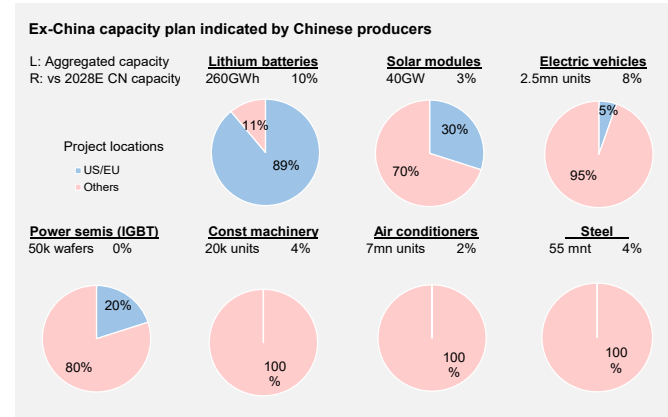 Ex-China capacity plan indicated by Chinese producers
L: Aggregated capacity
R: vs 2028E CN capacity
Lithium batteries
260GWh 10%
Solar modules
40GW 3%
Electric vehicles
2.5mn units 8%
Project locations
US/EU
Others
11%
89%
30%
70%
5%
95%
Power semis (IGBT)
50k wafers 0%
Const machinery
20k units 4%
Air conditioners
7mn units 2%
Steel
55 mnt 4%
20%
80%
100
%
100
%
100
%